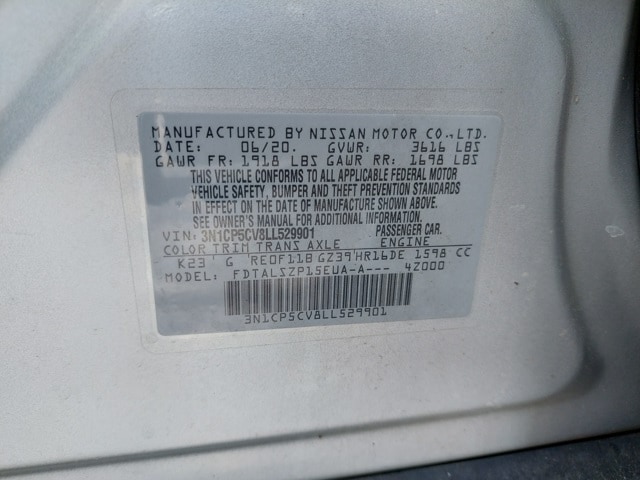 MANUFACTURED BY NISSAN MOTOR CO.,LTD.
DATE: 06/20. GVWR: 3616 LBS
GAWR FR: 1918 LBS GAWR RR: 1698 LBS
THIS VEHICLE CONFORMS TO ALL APPLICABLE FEDERAL MOTOR
VEHICLE SAFETY, BUMPER AND THEFT PREVENTION STANDARDS
IN EFFECT ON THE DATE OF MANUFACTURE SHOWN ABOVE.
SEE OWNER'S MANUAL FOR ADDITIONAL INFORMATION.
VIN: 3N1CP5CV8LL529901 PASSENGER CAR.
COLOR TRIM TRANS AXLE ENGINE
K23 G RE0F11B GZ39 HR16DE 1598 CC
MODEL: FDTALSZP15EUA-A--- 4Z000
3N1CP5CV8LL529901